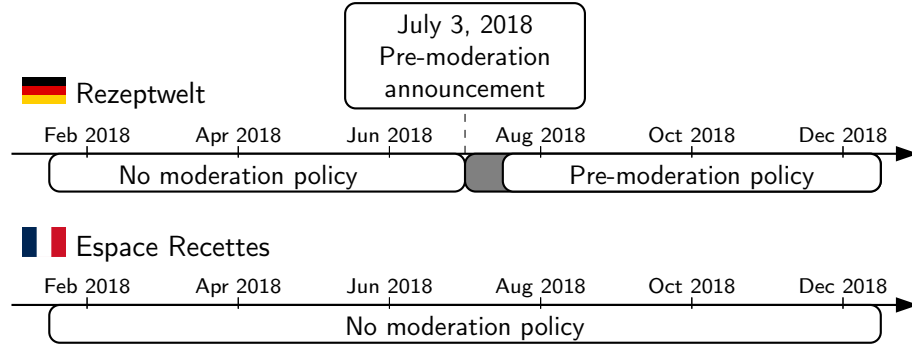 July 3, 2018
Pre-moderation
announcement
Rezeptwelt
Feb 2018 Apr 2018 Jun 2018 Aug 2018 Oct 2018 Dec 2018
No moderation policy Pre-moderation policy
Espace Recettes
Feb 2018 Apr 2018 Jun 2018 Aug 2018 Oct 2018 Dec 2018
No moderation policy